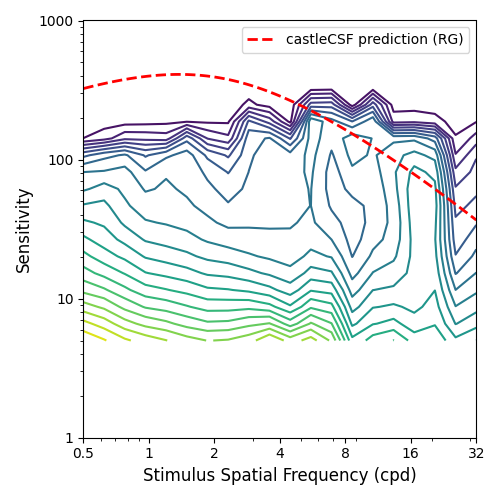 1000
castleCSF prediction (RG)
100
Sensitivity
10
1
0.5 1 2 4 8 16 32
Stimulus Spatial Frequency (cpd)